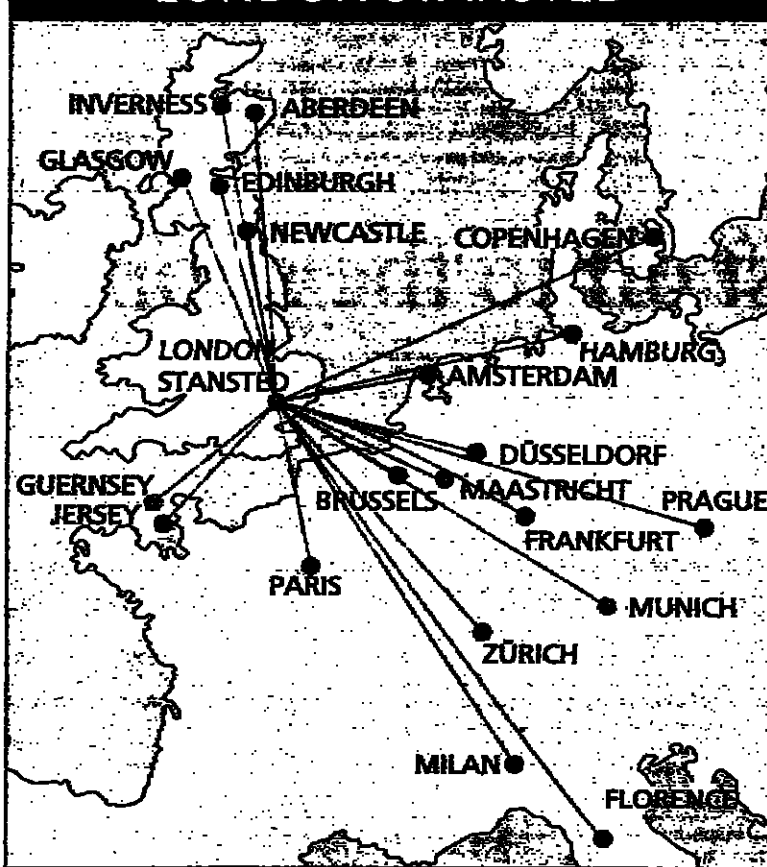 INVERNESS
ABERDEEN
GLASGOW
EDINBURGH
NEWCASTLE
COPENHAGEN
LONDON
STANSTED
HAMBURG
AMSTERDAM
DÜSSELDORF
GUERNSEY
BRUSSELS
MAASTRICHT
PRAGUE
JERSEY
FRANKFURT
PARIS
MUNICH
ZÜRICH
MILAN
FLORENCE